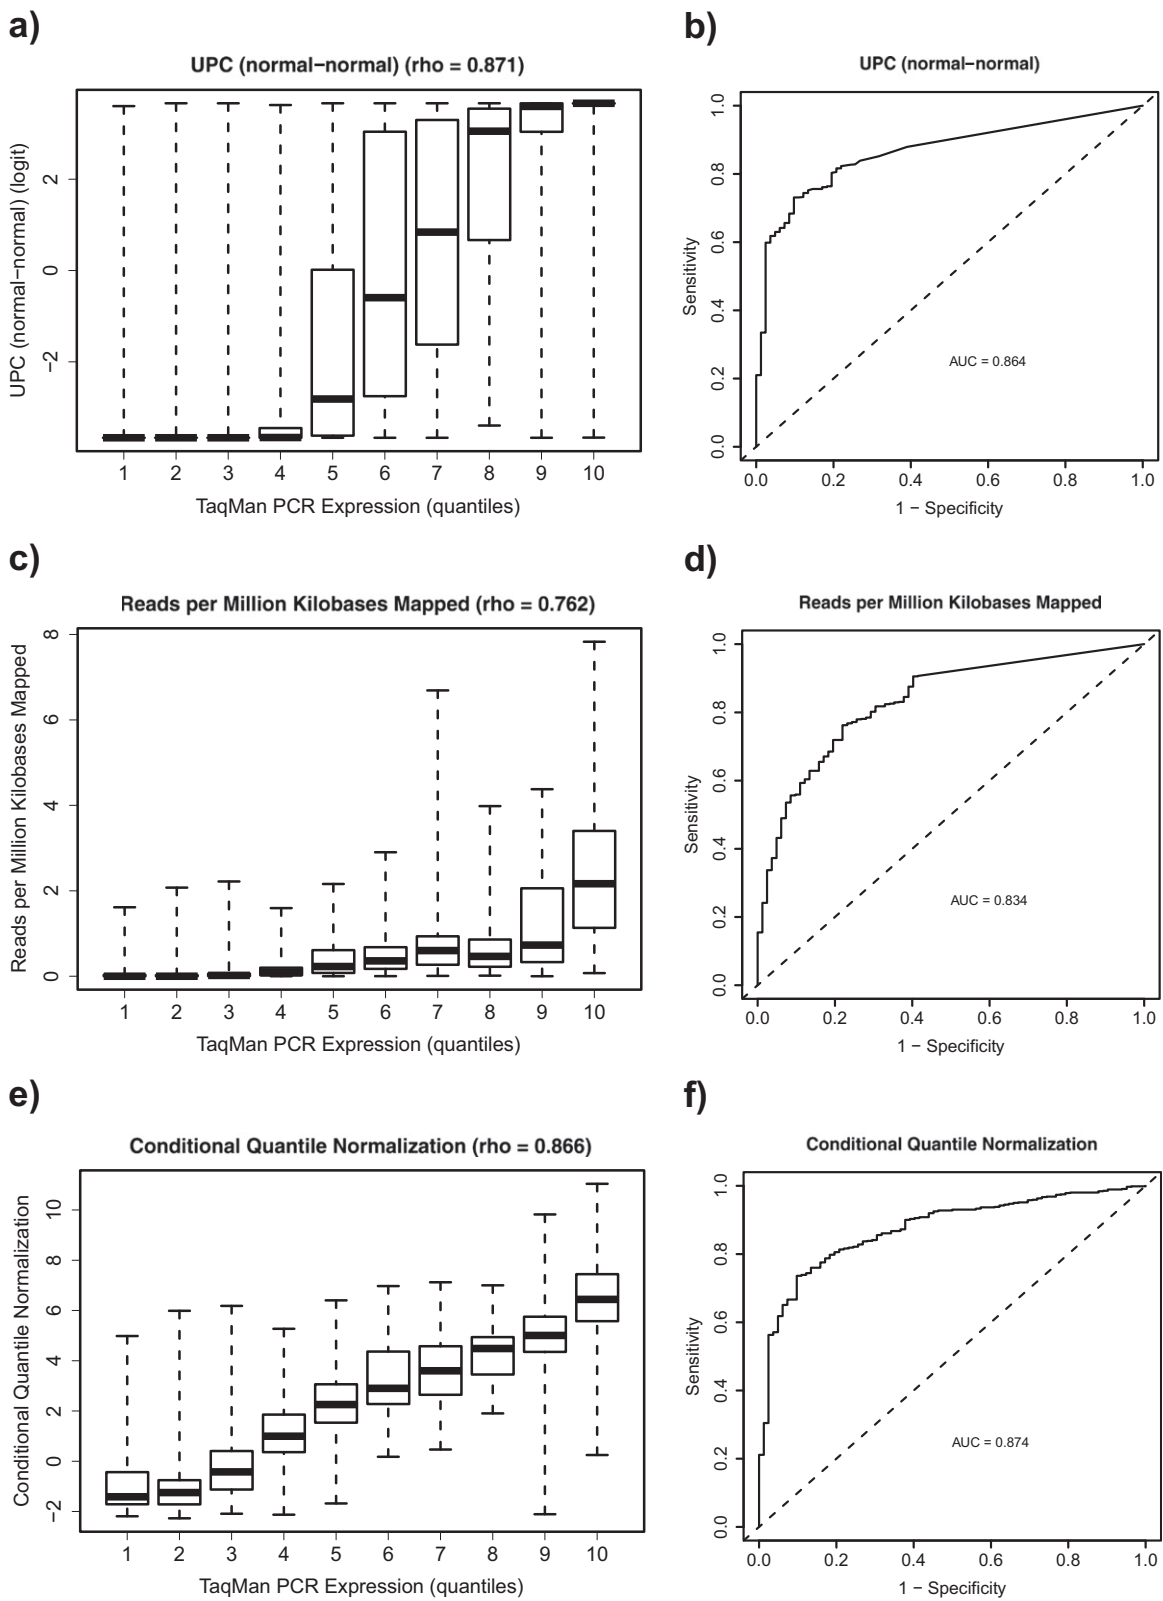 a)
UPC (normal−normal) (rho = 0.871)
UPC (normal−normal) (logit)
2
0
−2
1 2 3 4 5 6 7 8 9 10
TaqMan PCR Expression (quantiles)
b)
UPC (normal−normal)
Sensitivity
1.0
0.8
0.6
0.4
0.2
0.0
AUC = 0.864
0.0 0.2 0.4 0.6 0.8 1.0
1 − Specificity
c)
Reads per Million Kilobases Mapped (rho = 0.762)
Reads per Million Kilobases Mapped
8
6
4
2
0
1 2 3 4 5 6 7 8 9 10
TaqMan PCR Expression (quantiles)
d)
Reads per Million Kilobases Mapped
Sensitivity
1.0
0.8
0.6
0.4
0.2
0.0
AUC = 0.834
0.0 0.2 0.4 0.6 0.8 1.0
1 − Specificity
e)
Conditional Quantile Normalization (rho = 0.866)
Conditional Quantile Normalization
10
8
6
4
2
0
−2
1 2 3 4 5 6 7 8 9 10
TaqMan PCR Expression (quantiles)
f)
Conditional Quantile Normalization
Sensitivity
1.0
0.8
0.6
0.4
0.2
0.0
AUC = 0.874
0.0 0.2 0.4 0.6 0.8 1.0
1 − Specificity